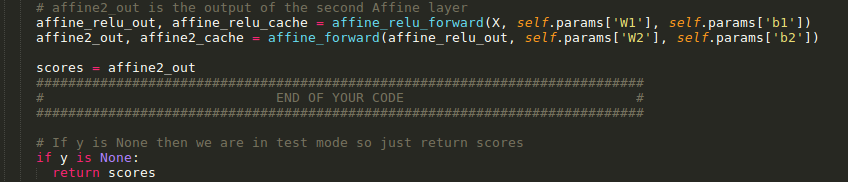 # affine2_out is the output of the second Affine layer
affine_relu_out, affine_relu_cache = affine_relu_forward(X, self.params['W1'], self.params['b1'])
affine2_out, affine2_cache = affine_forward(affine_relu_out, self.params['W2'], self.params['b2'])
scores = affine2_out
############################################################################
#                             END OF YOUR CODE                             #
############################################################################
# If y is None then we are in test mode so just return scores
if y is None:
  return scores